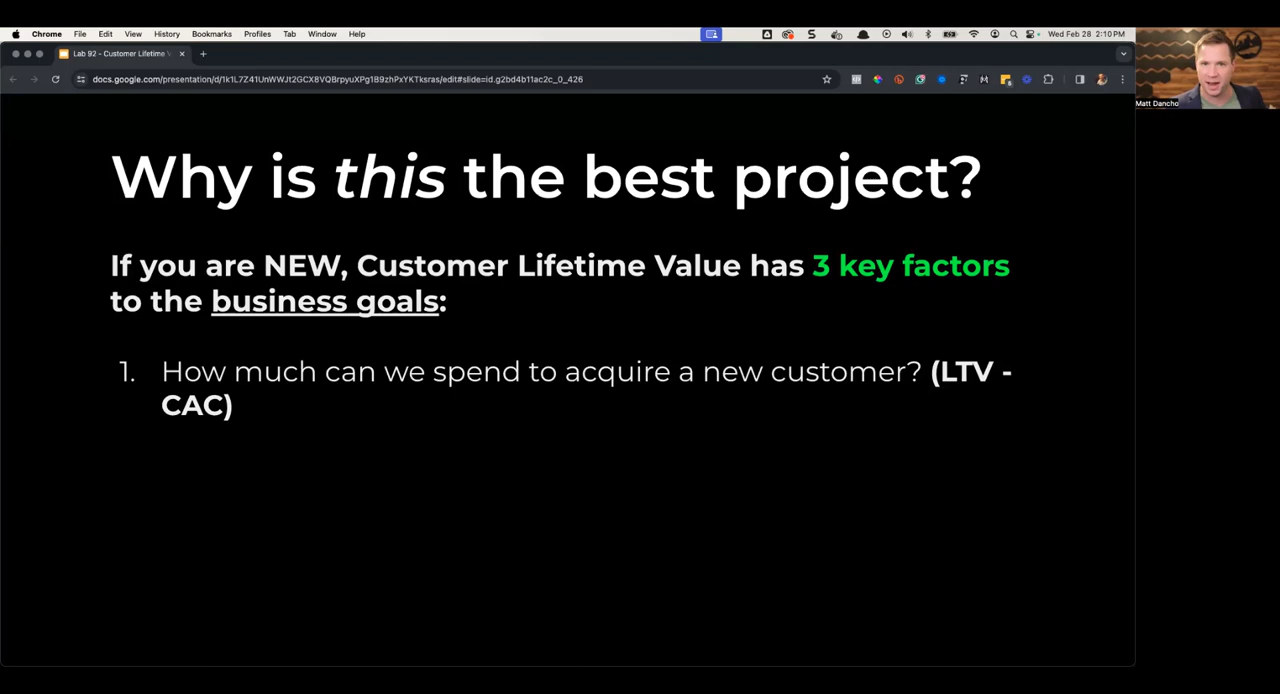 Chrome File Edit View History Bookmarks Profiles Tab Window Help Wed Feb 28 2:10 PM
Lab 92 - Customer Lifetime V
docs.google.com/presentation/d/1k1L7Z41UnWWJt2GCX8VQBrpyuXPg1B9zhPxYKTksras/edit#slide=id.g2bd4b11ac2c_0_426
Matt Dancho
Why is this the best project?
If you are NEW, Customer Lifetime Value has 3 key factors
to the business goals:
1. How much can we spend to acquire a new customer? (LTV -
CAC)